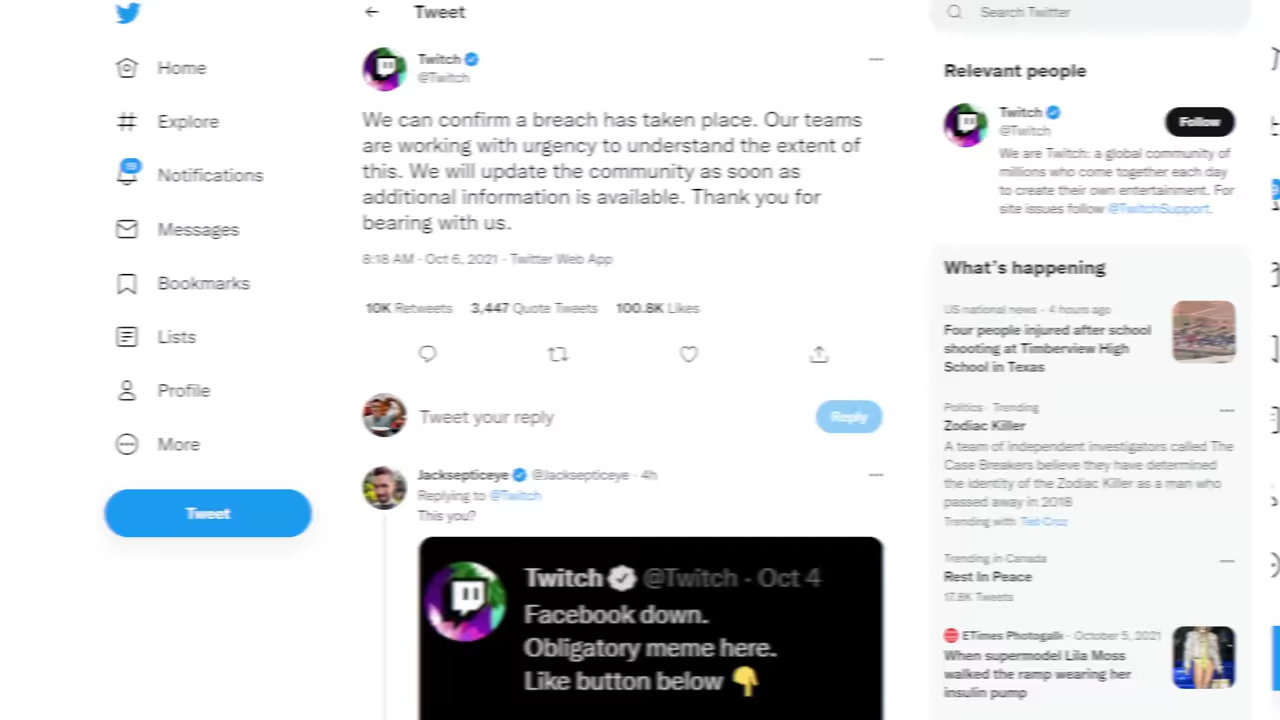 Home
Explore
19
Notifications
Messages
Bookmarks
Lists
Profile
More
Tweet
Tweet
Twitch
@Twitch
We can confirm a breach has taken place. Our teams
are working with urgency to understand the extent of
this. We will update the community as soon as
additional information is available. Thank you for
bearing with us.
8:18 AM · Oct 6, 2021 · Twitter Web App
10K Retweets 3,447 Quote Tweets 100.8K Likes
Tweet your reply
Reply
Jacksepticeye @Jacksepticeye · 4h
Replying to @Twitch
This you?
Twitch @Twitch · Oct 4
Facebook down.
Obligatory meme here.
Like button below 👇
Search Twitter
Relevant people
Twitch
@Twitch
Follow
We are Twitch: a global community of
millions who come together each day
to create their own entertainment. For
site issues follow @TwitchSupport.
What's happening
US national news · 4 hours ago
Four people injured after school
shooting at Timberview High
School in Texas
Politics · Trending
Zodiac Killer
A team of independent investigators called The
Case Breakers believe they have determined
the identity of the Zodiac Killer as a man who
passed away in 2018
Trending with Ted Cruz
Trending in Canada
Rest In Peace
17.8K Tweets
ETimes Photogallery · October 5, 2021
When supermodel Lila Moss
walked the ramp wearing her
insulin pump